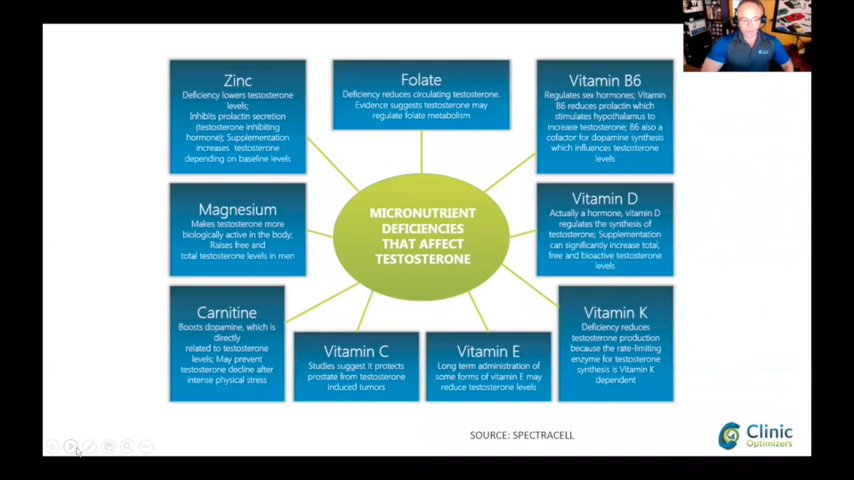 Zinc
Deficiency lowers testosterone
levels;
Inhibits prolactin secretion
(testosterone inhibiting
hormone); Supplementation
increases testosterone
depending on baseline levels
Folate
Deficiency reduces circulating testosterone.
Evidence suggests testosterone may
regulate folate metabolism
Vitamin B6
Regulates sex hormones; Vitamin
B6 reduces prolactin which
stimulates hypothalamus to
increase testosterone; B6 also a
cofactor for dopamine synthesis
which influences testosterone
levels
Magnesium
Makes testosterone more
biologically active in the body;
Raises free and
total testosterone levels in men
MICRONUTRIENT
DEFICIENCIES
THAT AFFECT
TESTOSTERONE
Vitamin D
Actually a hormone, vitamin D
regulates the synthesis of
testosterone; Supplementation
can significantly increase total,
free and bioactive testosterone
levels
Carnitine
Boosts dopamine, which is
directly
related to testosterone
levels; May prevent
testosterone decline after
intense physical stress
Vitamin C
Studies suggest it protects
prostate from testosterone
induced tumors
Vitamin E
Long term administration of
some forms of vitamin E may
reduce testosterone levels
Vitamin K
Deficiency reduces
testosterone production
because the rate-limiting
enzyme for testosterone
synthesis is Vitamin K
dependent
SOURCE: SPECTRACELL
Clinic
Optimizers